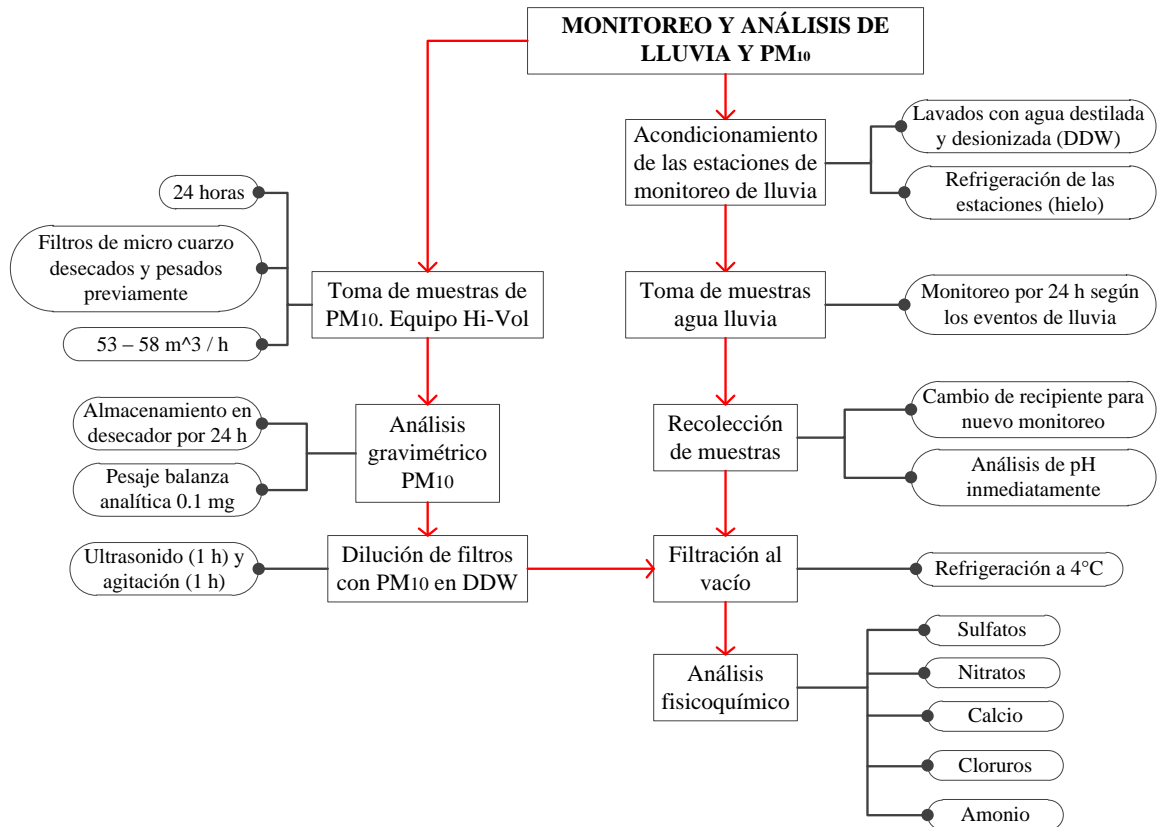 MONITOREO Y ANÁLISIS DE
LLUVIA Y PM10
Acondicionamiento
de las estaciones de
monitoreo de lluvia
Lavados con agua destilada
y desionizada (DDW)
Refrigeración de las
estaciones (hielo)
24 horas
Filtros de micro cuarzo
desecados y pesados
previamente
53 – 58 m^3 / h
Toma de muestras de
PM10. Equipo Hi-Vol
Toma de muestras
agua lluvia
Monitoreo por 24 h según
los eventos de lluvia
Almacenamiento en
desecador por 24 h
Pesaje balanza
analítica 0.1 mg
Análisis
gravimétrico
PM10
Recolección
de muestras
Cambio de recipiente para
nuevo monitoreo
Análisis de pH
inmediatamente
Ultrasonido (1 h) y
agitación (1 h)
Dilución de filtros
con PM10 en DDW
Filtración al
vacío
Refrigeración a 4°C
Análisis
fisicoquímico
Sulfatos
Nitratos
Calcio
Cloruros
Amonio